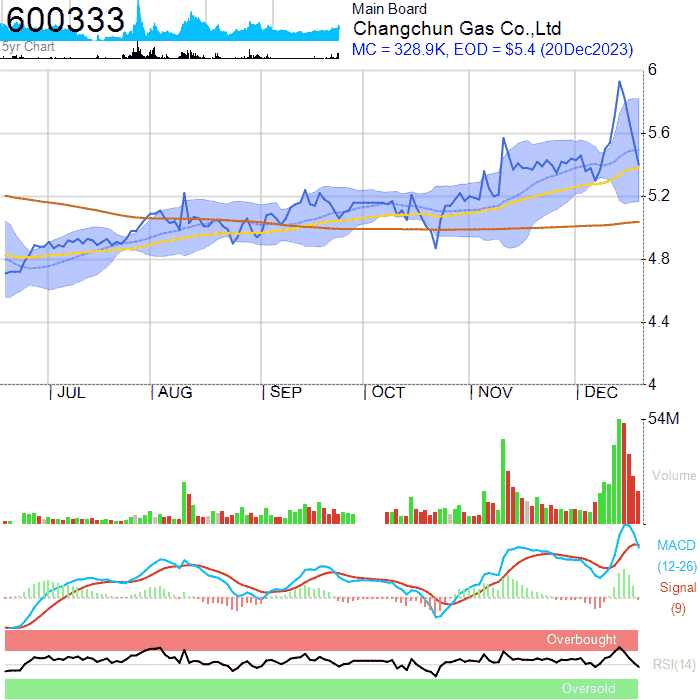 600333
5yr Chart
Main Board
Changchun Gas Co.,Ltd
MC = 328.9K, EOD = $5.4 (20Dec2023)
6
5.6
5.2
4.8
4.4
4
JUL
AUG
SEP
OCT
NOV
DEC
54M
Volume
MACD
(12-26)
Signal
(9)
Overbought
RSI(14)
Oversold